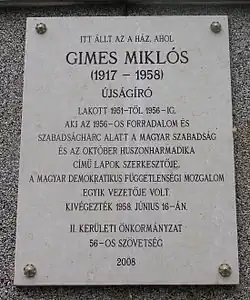 ITT ÁLLT AZ A HÁZ, AHOL
GIMES MIKLÓS
(1917 – 1958)
ÚJSÁGÍRÓ
LAKOTT 1951-TŐL 1956-IG.
AKI AZ 1956-OS FORRADALOM ÉS
SZABADSÁGHARC ALATT A MAGYAR SZABADSÁG
ÉS AZ OKTÓBER HUSZONHARMADIKA
CÍMŰ LAPOK SZERKESZTŐJE,
A MAGYAR DEMOKRATIKUS FÜGGETLENSÉGI MOZGALOM
EGYIK VEZETŐJE VOLT.
KIVÉGEZTÉK 1958. JÚNIUS 16-ÁN.
II. KERÜLETI ÖNKORMÁNYZAT
56-OS SZÖVETSÉG
2008